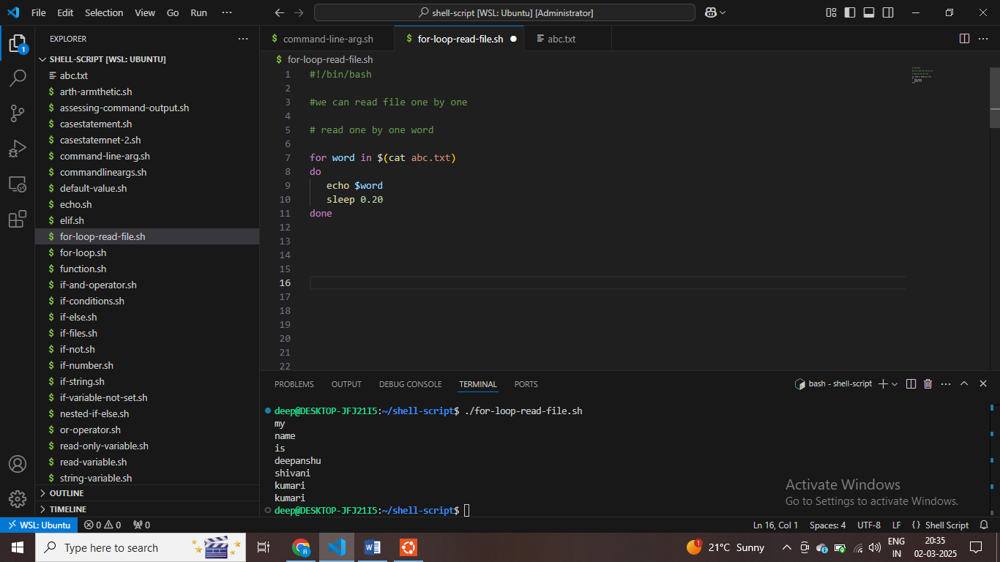 File Edit Selection View Go Run ···
shell-script [WSL: Ubuntu] [Administrator]
EXPLORER
SHELL-SCRIPT [WSL: UBUNTU]
abc.txt
arth-armthetic.sh
assessing-command-output.sh
casestatement.sh
casestatemnet-2.sh
command-line-arg.sh
commandlineargs.sh
default-value.sh
echo.sh
elif.sh
for-loop-read-file.sh
for-loop.sh
function.sh
if-and-operator.sh
if-conditions.sh
if-else.sh
if-files.sh
if-not.sh
if-number.sh
if-string.sh
if-variable-not-set.sh
nested-if-else.sh
or-operator.sh
read-only-variable.sh
read-variable.sh
string-variable.sh
OUTLINE
TIMELINE
1
$ command-line-arg.sh $ for-loop-read-file.sh abc.txt
$ for-loop-read-file.sh
1 #!/bin/bash
2
3 #we can read file one by one
4
5 # read one by one word
6
7 for word in $(cat abc.txt)
8 do
9 echo $word
10 sleep 0.20
11 done
12
13
14
15
16
17
18
19
20
21
22
PROBLEMS OUTPUT DEBUG CONSOLE TERMINAL PORTS
bash - shell-script
deep@DESKTOP-JFJ21I5:~/shell-script$ ./for-loop-read-file.sh
my
name
is
deepanshu
shivani
kumari
kumari
deep@DESKTOP-JFJ21I5:~/shell-script$
Activate Windows
Go to Settings to activate Windows.
WSL: Ubuntu 0 0 0 Ln 16, Col 1 Spaces: 4 UTF-8 LF {} Shell Script
Type here to search
1 21°C Sunny
ENG
IN
20:35
02-03-2025